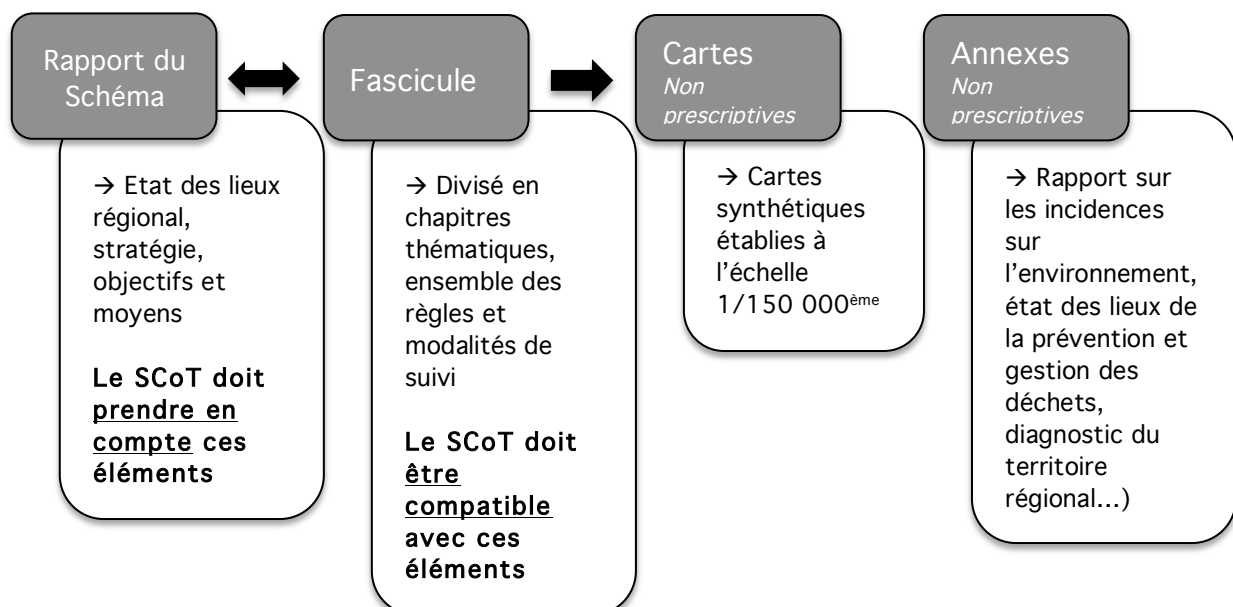 Rapport du
Schéma
→ Etat des lieux
régional,
stratégie,
objectifs et
moyens
Le SCoT doit
prendre en
compte ces
éléments
Fascicule
→ Divisé en
chapitres
thématiques,
ensemble des
règles et
modalités de
suivi
Le SCoT doit
être
compatible
avec ces
éléments
Cartes
Non
prescriptives
→ Cartes
synthétiques
établies à
l’échelle
1/150 000ème
Annexes
Non
prescriptives
→ Rapport sur
les incidences
sur
l’environnement,
état des lieux de
la prévention et
gestion des
déchets,
diagnostic du
territoire
régional...)